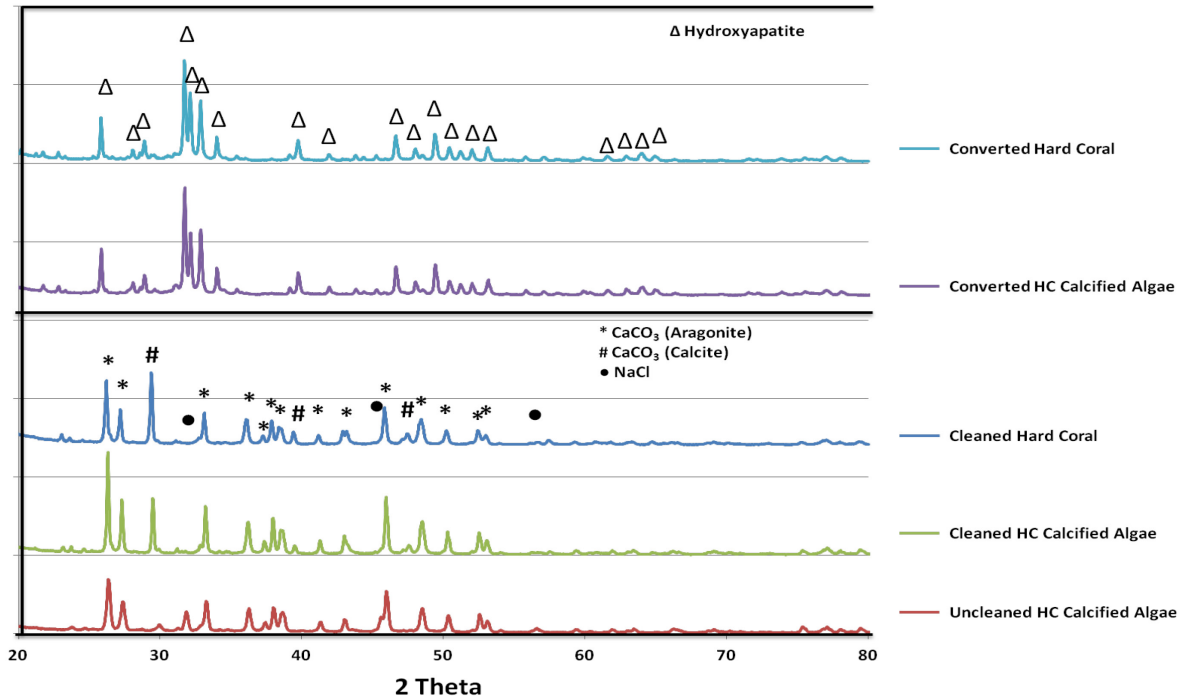 Δ Hydroxyapatite
Converted Hard Coral
Converted HC Calcified Algae
* CaCO₃ (Aragonite)
# CaCO₃ (Calcite)
● NaCl
Cleaned Hard Coral
Cleaned HC Calcified Algae
Uncleaned HC Calcified Algae
20 30 40 50 60 70 80
2 Theta